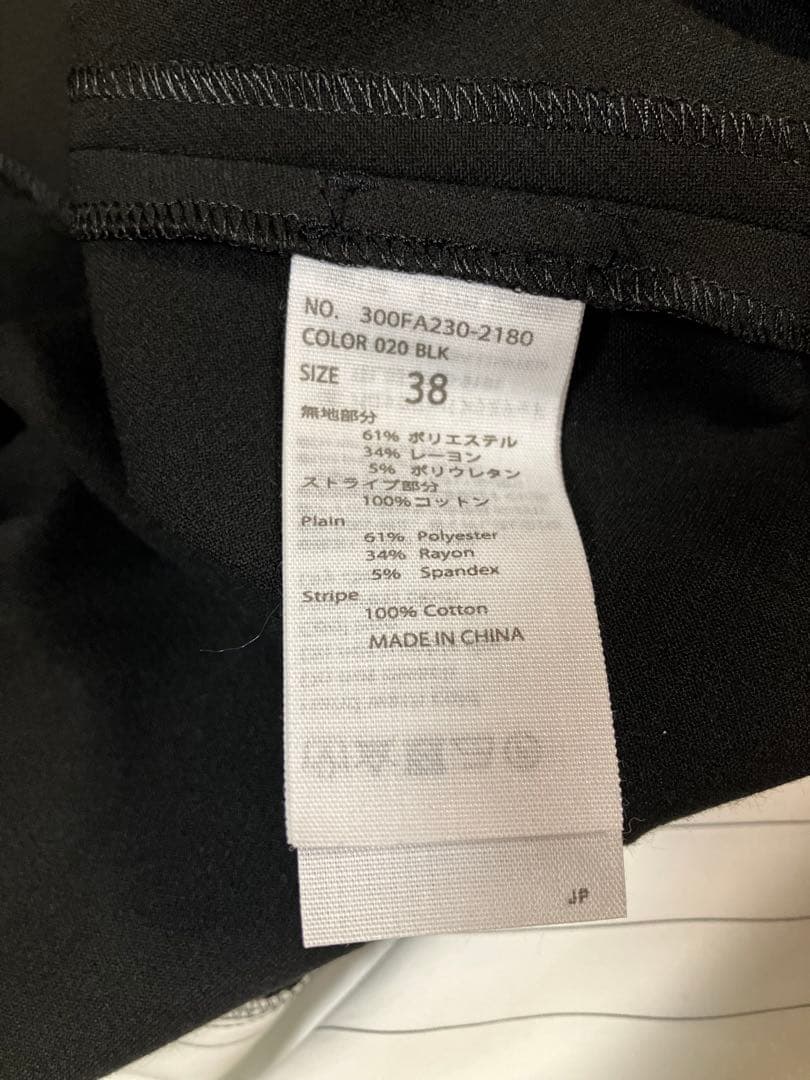 NO. 300FA230-2180
COLOR 020 BLK
SIZE 38
無地部分
61% ポリエステル
34% レーヨン
5% ポリウレタン
ストライプ部分
100%コットン
Plain
61% Polyester
34% Rayon
5% Spandex
Stripe
100% Cotton
MADE IN CHINA
JP